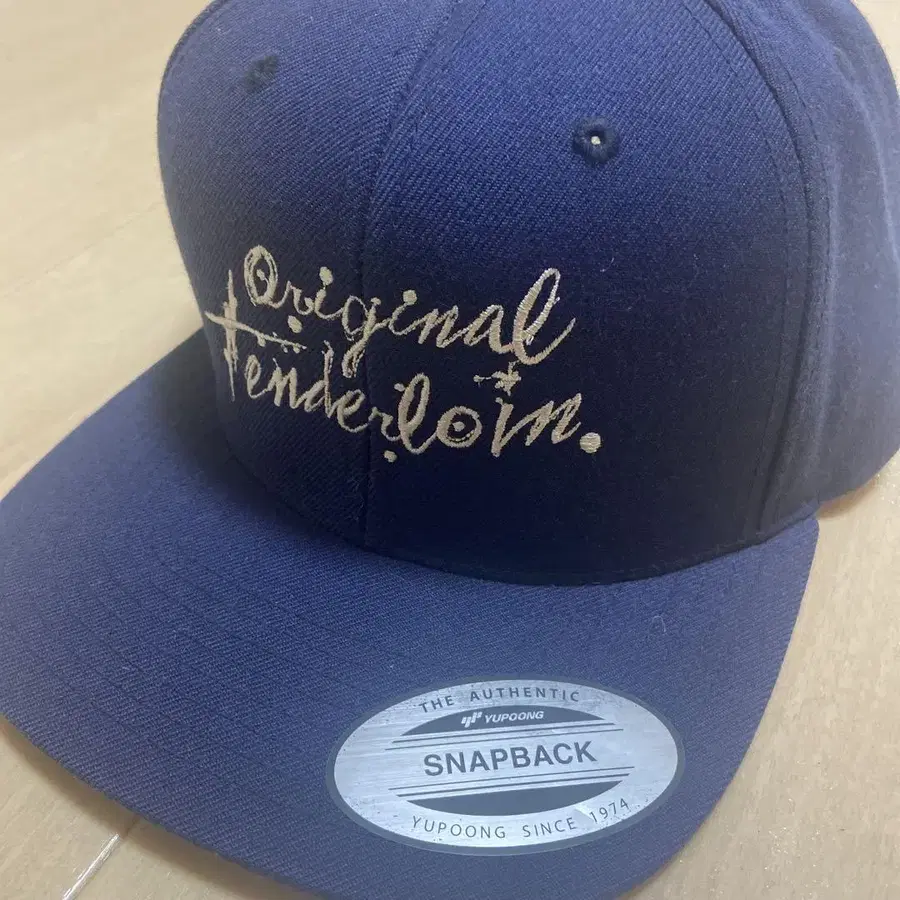 Original
tenderloin.
THE AUTHENTIC
YUPOONG
SNAPBACK
YUPOONG SINCE 1974